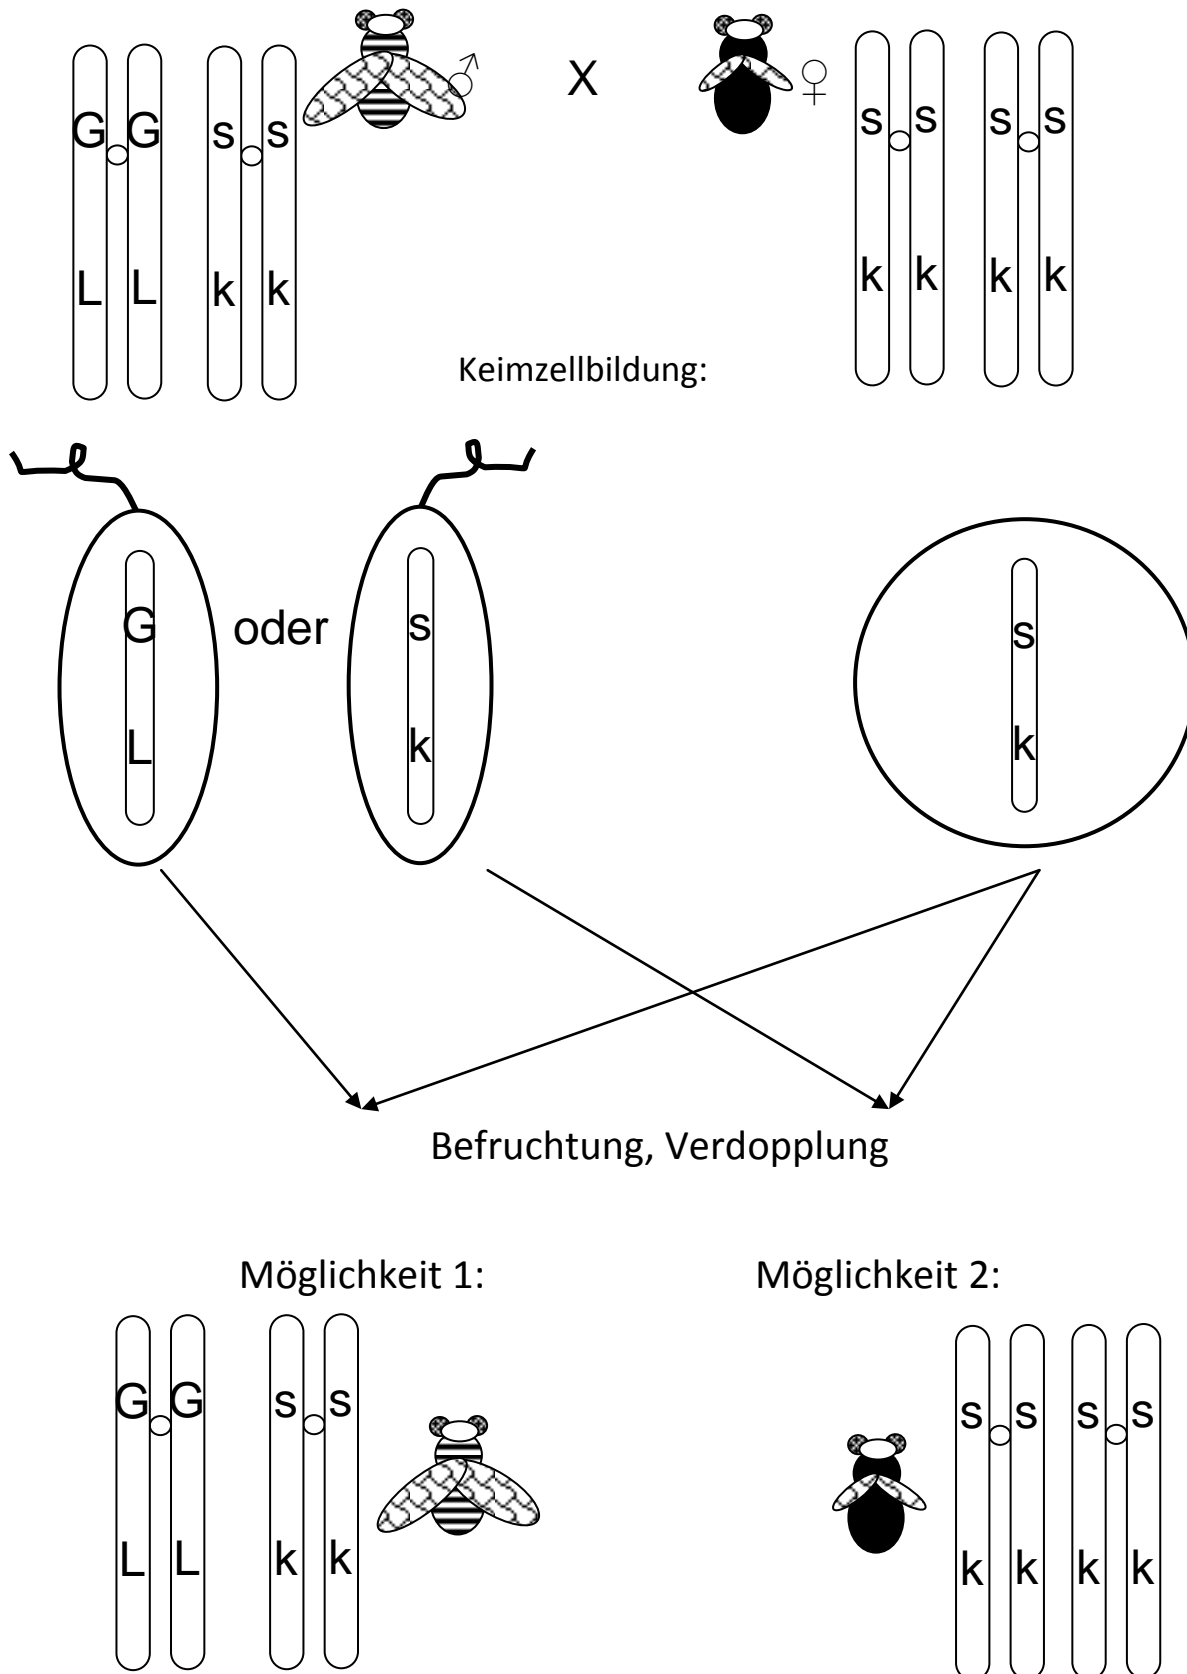 X
♂
♀
G G s s
s s s s
L L k k
k k k k
Keimzellbildung:
G oder s
s
L k
k
Befruchtung, Verdopplung
Möglichkeit 1:
Möglichkeit 2:
G G s s
s s s s
L L k k
k k k k